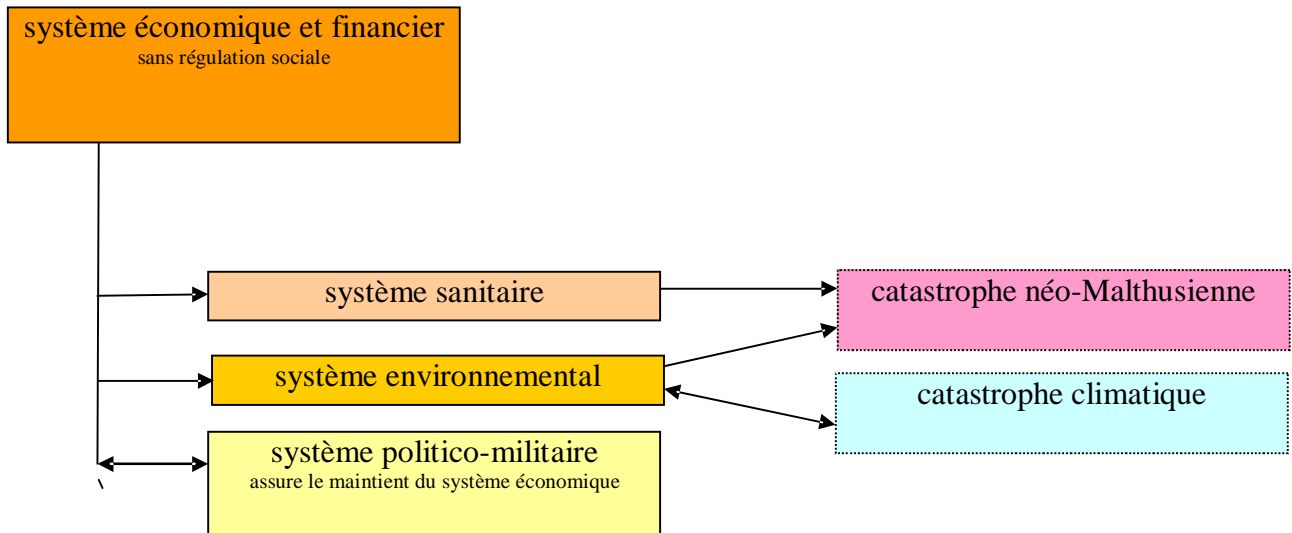 système économique et financier
sans régulation sociale
système sanitaire
catastrophe néo-Malthusienne
système environnemental
catastrophe climatique
système politico-militaire
assure le maintient du système économique